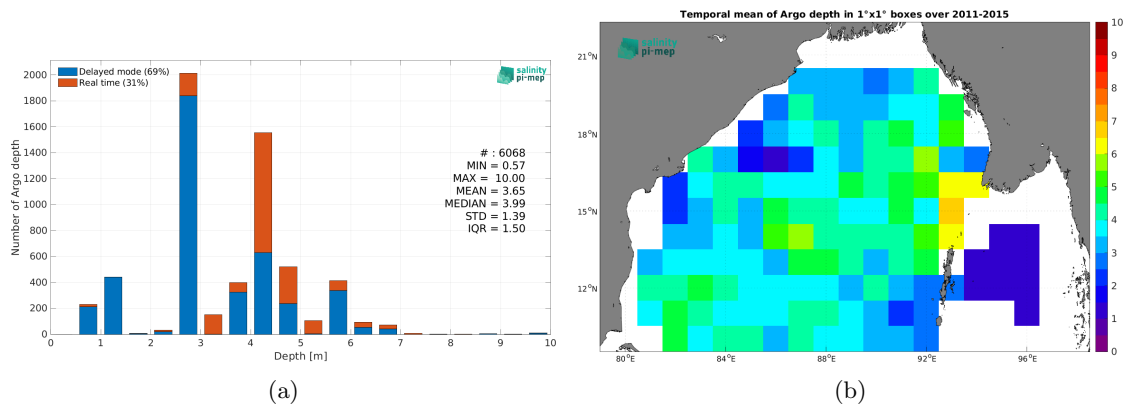 2000
1800
1600
1400
1200
1000
800
600
400
200
0
Number of Argo depth
Delayed mode (69%)
Real time (31%)
salinity
pi-mep
# : 6068
MIN = 0.57
MAX = 10.00
MEAN = 3.65
MEDIAN = 3.99
STD = 1.39
IQR = 1.50
0 1 2 3 4 5 6 7 8 9 10
Depth [m]
(a)
Temporal mean of Argo depth in 1°x1° boxes over 2011-2015
salinity
pi-mep
21°N
18°N
15°N
12°N
80°E 84°E 88°E 92°E 96°E
10
9
8
7
6
5
4
3
2
1
0
(b)